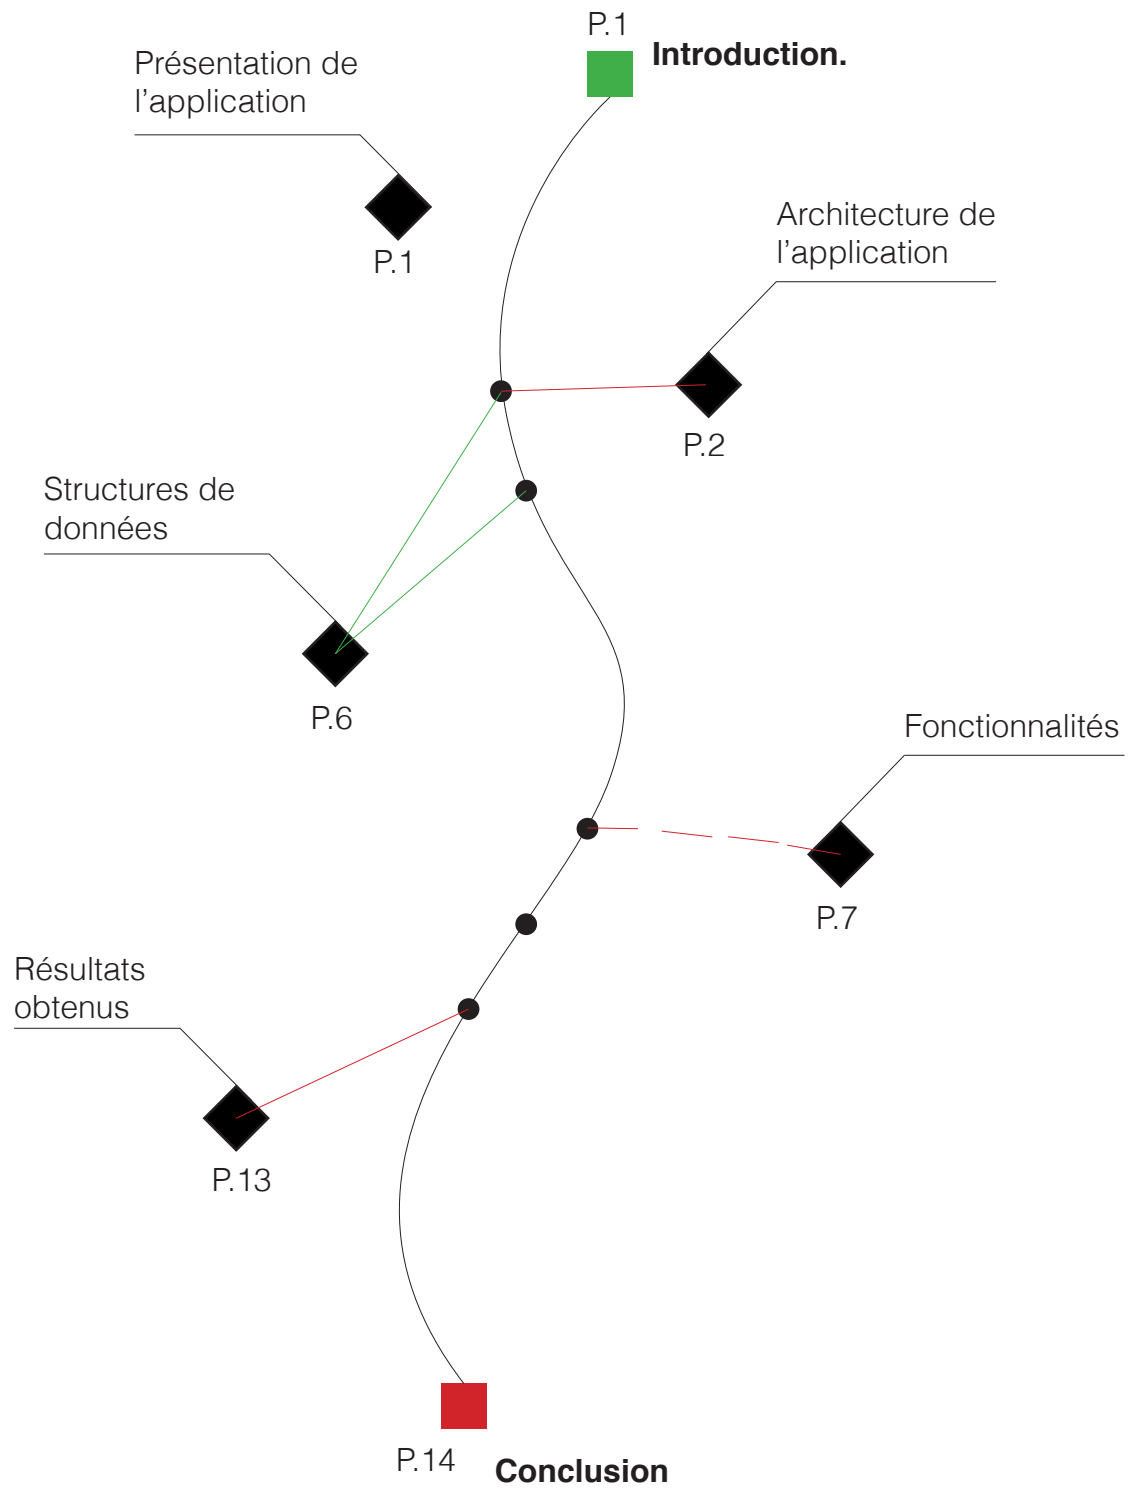 P.1
Introduction.
Présentation de
l’application
P.1
Architecture de
l’application
P.2
Structures de
données
P.6
Fonctionnalités
P.7
Résultats
obtenus
P.13
P.14
Conclusion